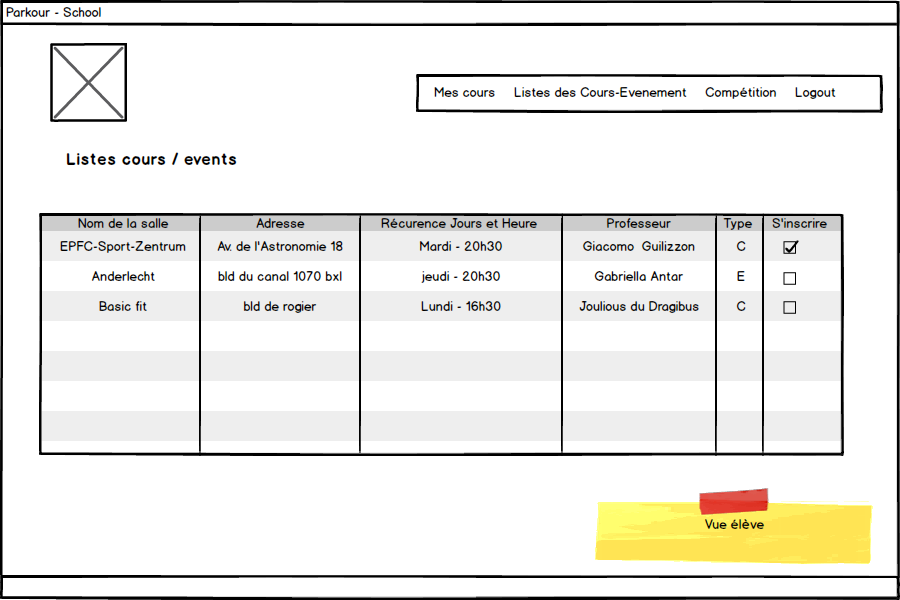 Parkour - School
Mes cours Listes des Cours-Evenement Compétition Logout
Listes cours / events
Nom de la salle Adresse Récurence Jours et Heure Professeur Type S'inscrire
EPFC-Sport-Zentrum Av. de l'Astronomie 18 Mardi - 20h30 Giacomo Guilizzon C
Anderlecht bld du canal 1070 bxl jeudi - 20h30 Gabriella Antar E
Basic fit bld de rogier Lundi - 16h30 Joulious du Dragibus C
Vue élève